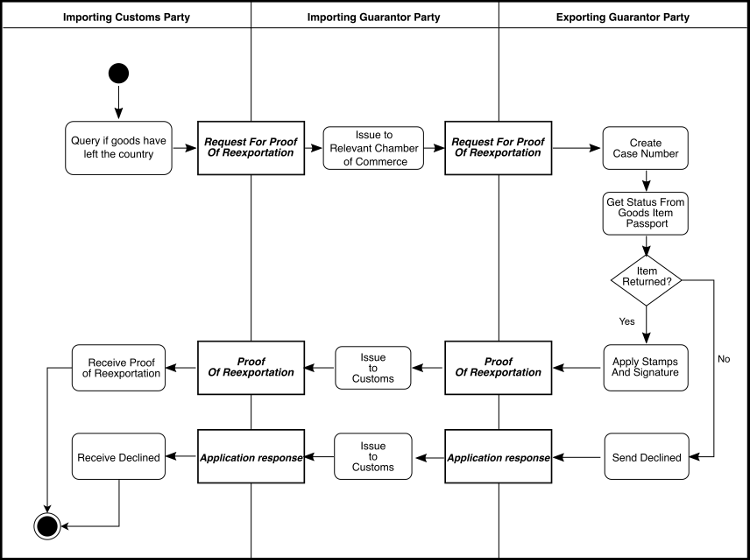 Importing Customs Party
Importing Guarantor Party
Exporting Guarantor Party
Query if goods have
left the country
Request For Proof
Of Reexportation
Issue to
Relevant Chamber
of Commerce
Request For Proof
Of Reexportation
Create
Case Number
Get Status From
Goods Item
Passport
Item
Returned?
Yes
No
Receive Proof
of Reexportation
Proof
Of Reexportation
Issue
to
Customs
Proof
Of Reexportation
Apply Stamps
And Signature
Receive Declined
Application response
Issue
to
Customs
Application response
Send Declined